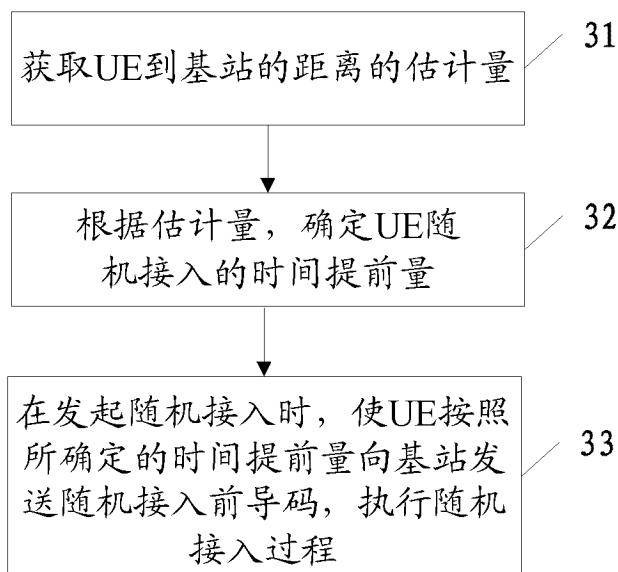 获取UE到基站的距离的估计量
31
根据估计量，确定UE随
机接入的时间提前量
32
在发起随机接入时，使UE按照
所确定的时间提前量向基站发
送随机接入前导码，执行随机
接入过程
33